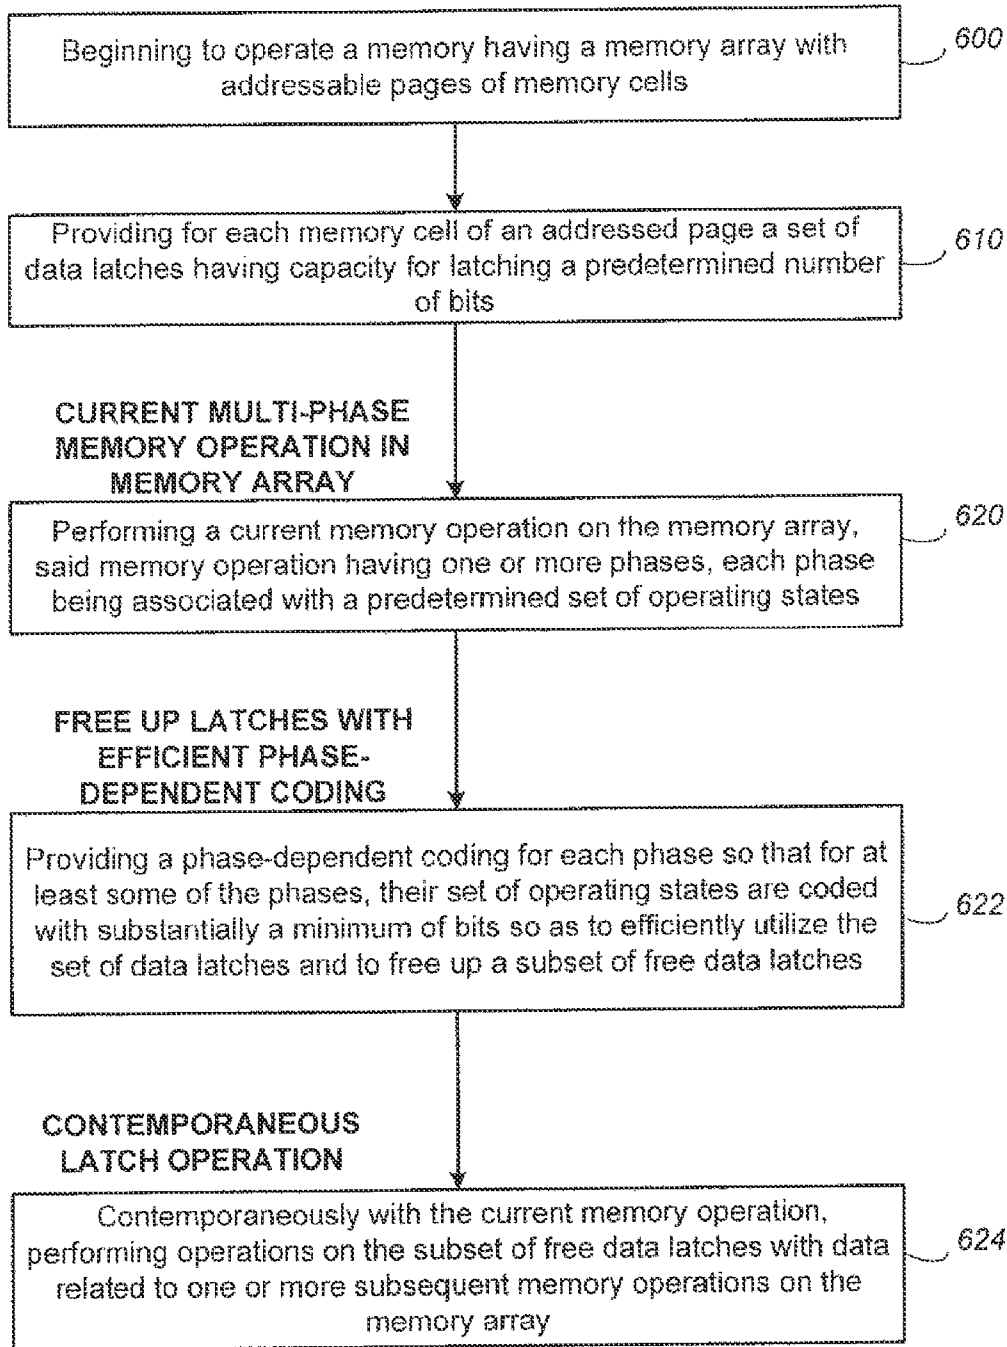 Beginning to operate a memory having a memory array with
addressable pages of memory cells
600
Providing for each memory cell of an addressed page a set of
data latches having capacity for latching a predetermined number
of bits
610
CURRENT MULTI-PHASE
MEMORY OPERATION IN
MEMORY ARRAY
Performing a current memory operation on the memory array,
said memory operation having one or more phases, each phase
being associated with a predetermined set of operating states
620
FREE UP LATCHES WITH
EFFICIENT PHASE-
DEPENDENT CODING
Providing a phase-dependent coding for each phase so that for at
least some of the phases, their set of operating states are coded
with substantially a minimum of bits so as to efficiently utilize the
set of data latches and to free up a subset of free data latches
622
CONTEMPORANEOUS
LATCH OPERATION
Contemporaneously with the current memory operation,
performing operations on the subset of free data latches with data
related to one or more subsequent memory operations on the
memory array
624